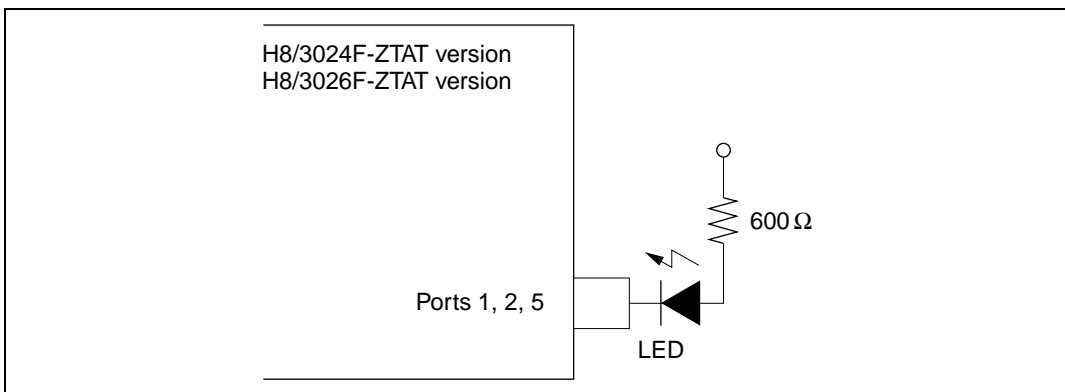 H8/3024F-ZTAT version
H8/3026F-ZTAT version
600 Ω
Ports 1, 2, 5
LED